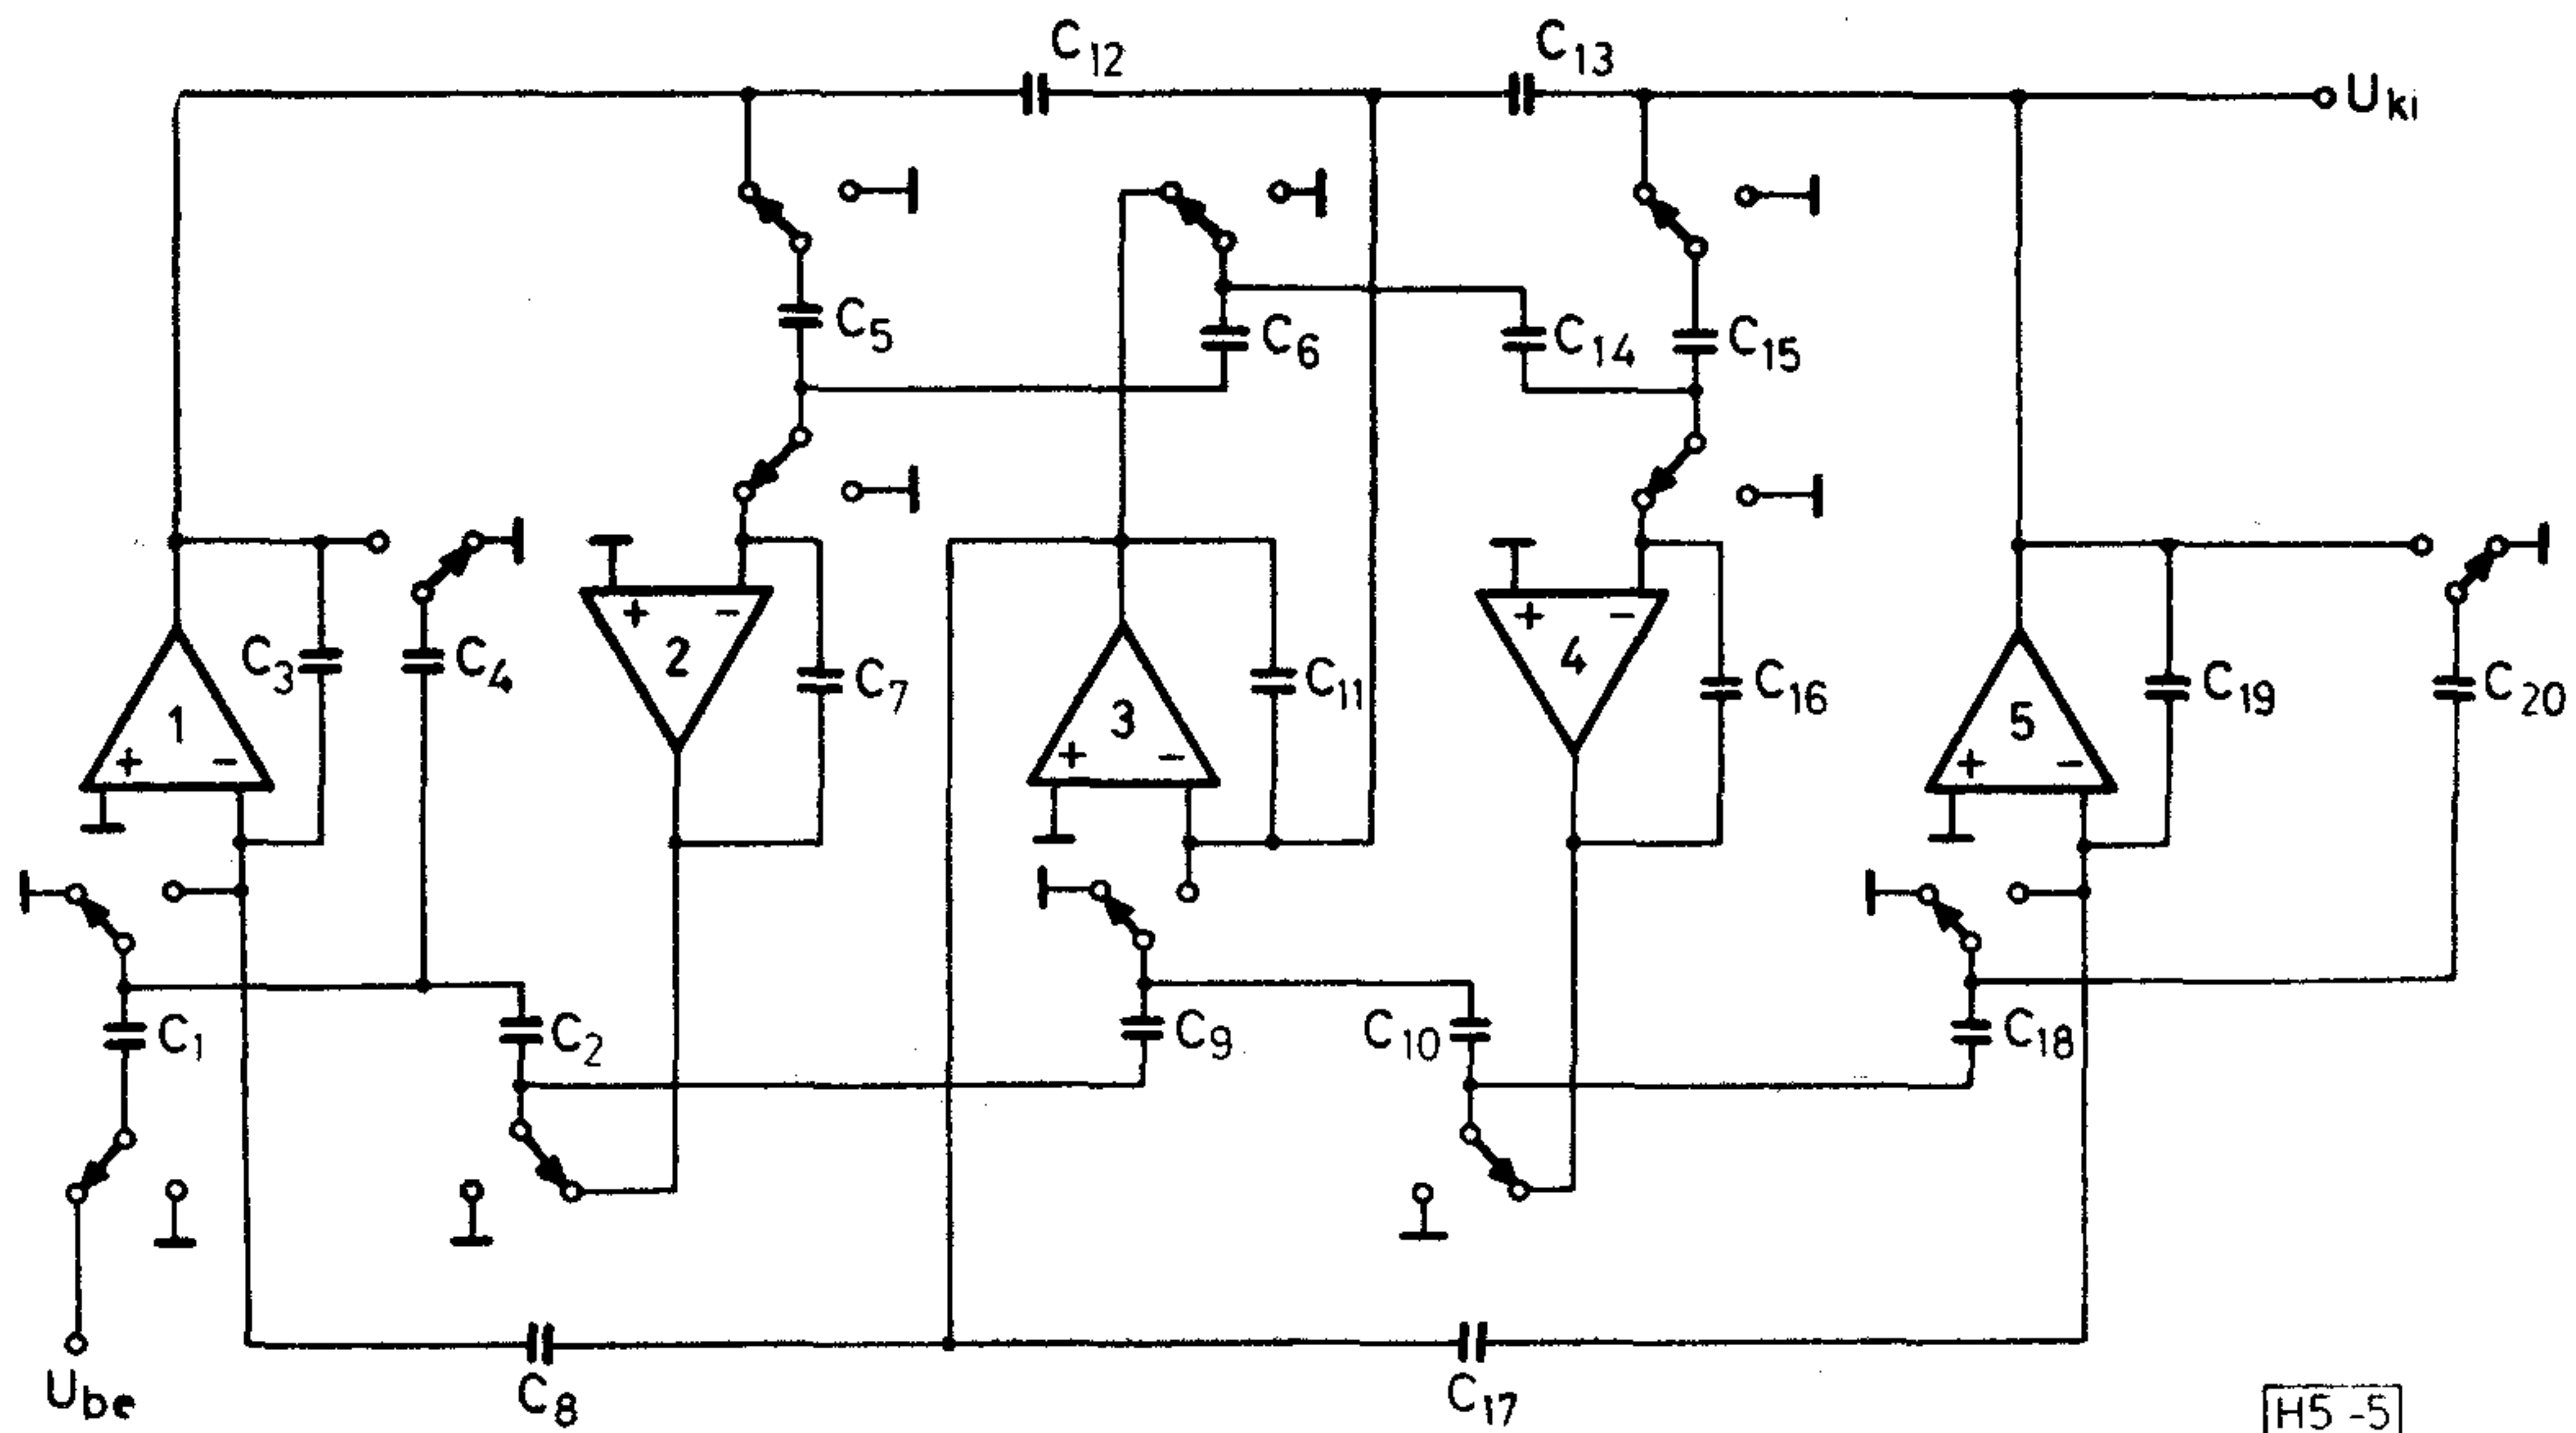 C12 C13
Uki
C5 C6 C14 C15
C3 C4 + - 2 C7 + - 4 C16
1 + - 3 + - C11 5 + - C19 C20
C1 C2 C9 C10 C18
Ube C8 C17
H5-5